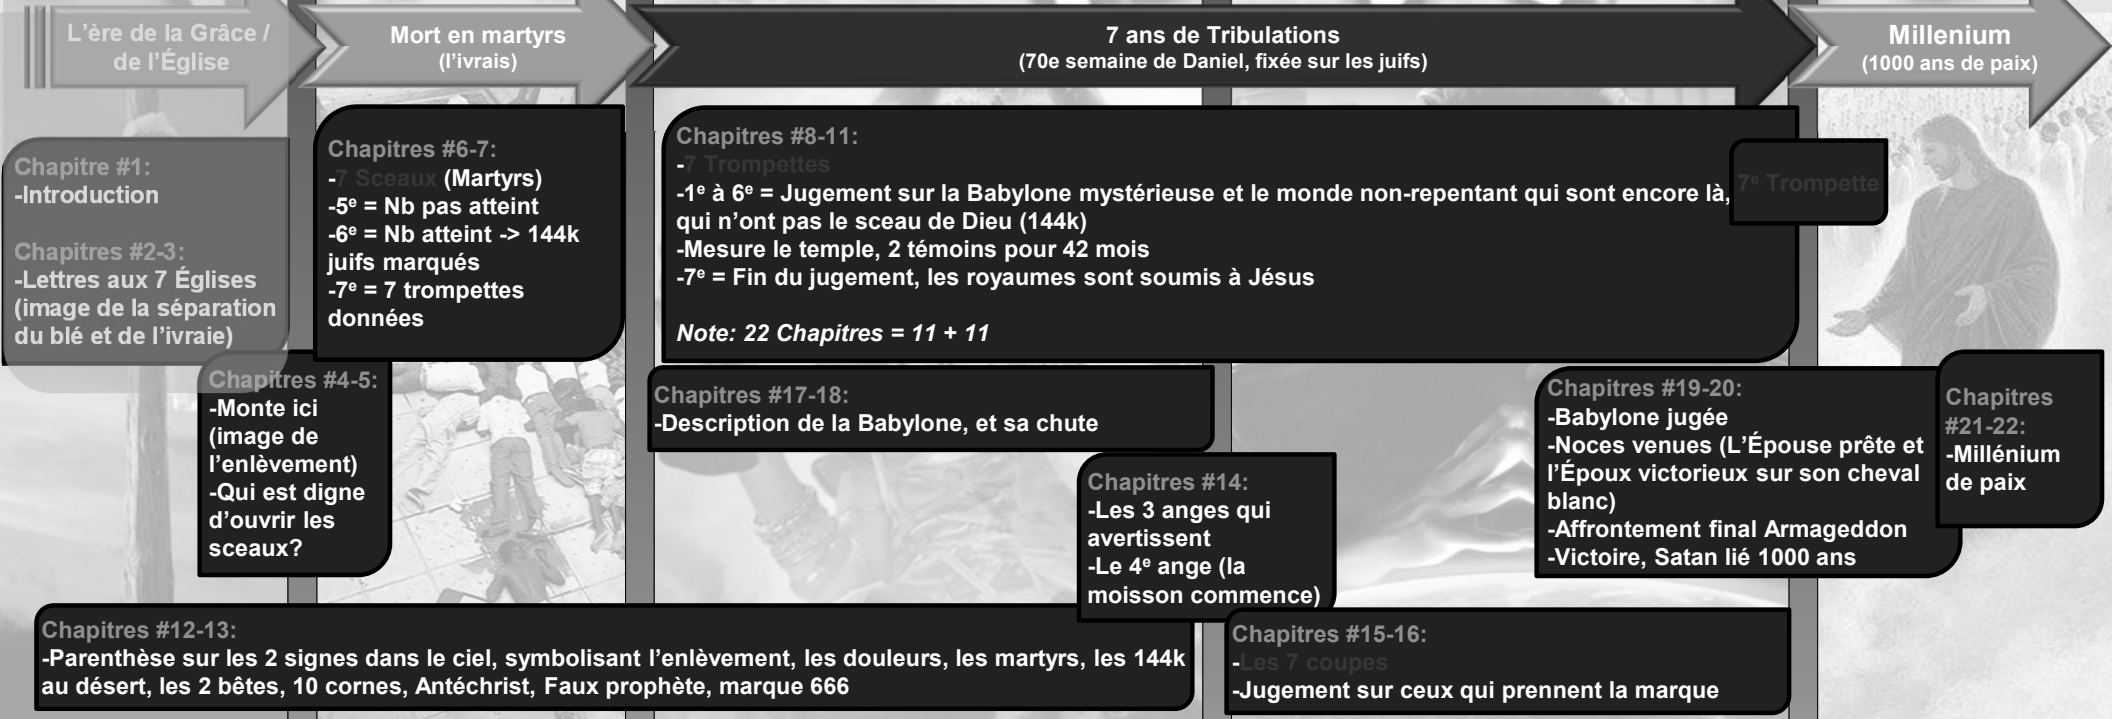 L'ère de la Grâce /
de l'Église
Mort en martyrs
(l'ivrais)
7 ans de Tribulations
(70e semaine de Daniel, fixée sur les juifs)
Millenium
(1000 ans de paix)
Chapitre #1:
-Introduction
Chapitres #2-3:
-Lettres aux 7 Églises
(image de la séparation
du blé et de l'ivraie)
Chapitres #6-7:
-7 Sceaux (Martyrs)
-5e = Nb pas atteint
-6e = Nb atteint -> 144k
juifs marqués
-7e = 7 trompettes
données
Chapitres #8-11:
-7 Trompettes
-1e à 6e = Jugement sur la Babylone mystérieuse et le monde non-repentant qui sont encore là,
qui n'ont pas le sceau de Dieu (144k)
-Mesure le temple, 2 témoins pour 42 mois
-7e = Fin du jugement, les royaumes sont soumis à Jésus
Note: 22 Chapitres = 11 + 11
7e Trompette
Chapitres #4-5:
-Monte ici
(image de
l'enlèvement)
-Qui est digne
d'ouvrir les
sceaux?
Chapitres #17-18:
-Description de la Babylone, et sa chute
Chapitres #14:
-Les 3 anges qui
avertissent
-Le 4e ange (la
moisson commence)
Chapitres #19-20:
-Babylone jugée
-Noces venues (L'Épouse prête et
l'Époux victorieux sur son cheval
blanc)
-Affrontement final Armageddon
-Victoire, Satan lié 1000 ans
Chapitres
#21-22:
-Millénium
de paix
Chapitres #12-13:
-Parenthèse sur les 2 signes dans le ciel, symbolisant l'enlèvement, les douleurs, les martyrs, les 144k
au désert, les 2 bêtes, 10 cornes, Antéchrist, Faux prophète, marque 666
Chapitres #15-16:
-Les 7 coupes
-Jugement sur ceux qui prennent la marque